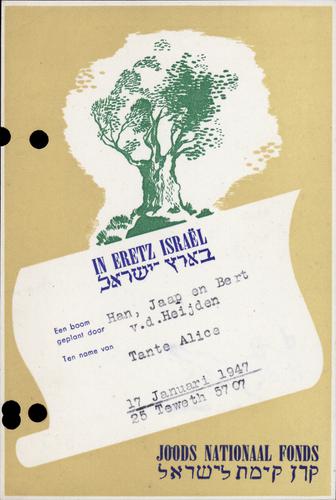 IN ERETZ ISRAËL
בארץ ישראל
Een boom
geplant door
Han, Jaap en Bert
v.d.Heijden
Ten name van
Tante Alice
17 Januari 1947
25 Teweth 5707
JOODS NATIONAAL FONDS
קרן קימת לישראל